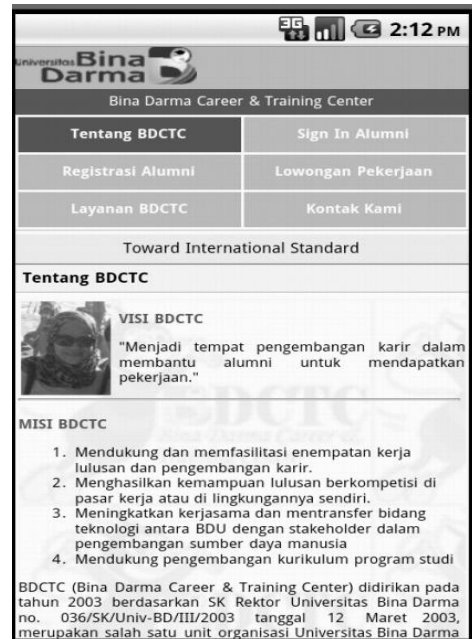 3G 2:12 PM
Universitas Bina
Darma
Bina Darma Career & Training Center
Tentang BDCTC Sign In Alumni
Registrasi Alumni Lowongan Pekerjaan
Layanan BDCTC Kontak Kami
Toward International Standard
Tentang BDCTC
VISI BDCTC
"Menjadi tempat pengembangan karir dalam
membantu alumni untuk mendapatkan
pekerjaan."
BDCTC
Bina Darma Career &
MISI BDCTC
1. Mendukung dan memfasilitasi enempatan kerja
lulusan dan pengembangan karir.
2. Menghasilkan kemampuan lulusan berkompetisi di
pasar kerja atau di lingkungannya sendiri.
3. Meningkatkan kerjasama dan mentransfer bidang
teknologi antara BDU dengan stakeholder dalam
pengembangan sumber daya manusia
4. Mendukung pengembangan kurikulum program studi
BDCTC (Bina Darma Career & Training Center) didirikan pada
tahun 2003 berdasarkan SK Rektor Universitas Bina Darma
no. 036/SK/Univ-BD/III/2003 tanggal 12 Maret 2003,
merupakan salah satu unit organisasi Universitas Bina Darma